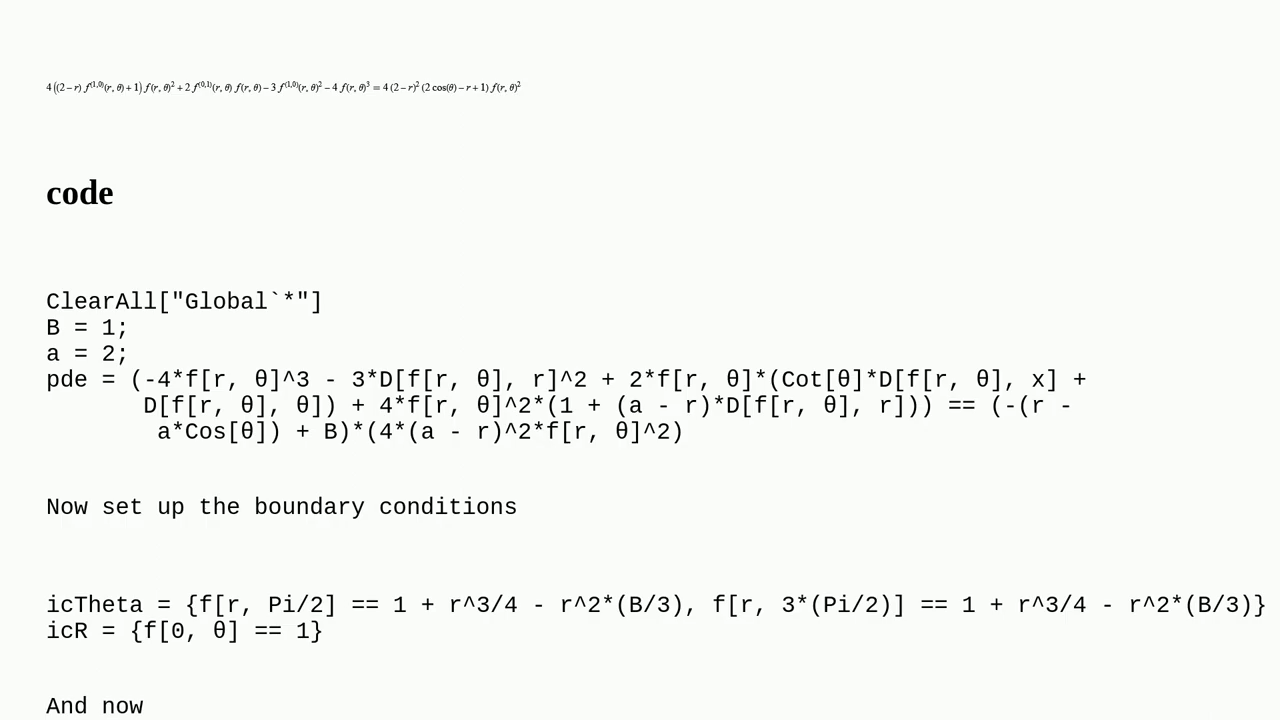 4 ((2 − r) f^(1,0)(r, θ) + 1) f(r, θ)^2 + 2 f^(0,1)(r, θ) f(r, θ) − 3 f^(1,0)(r, θ)^2 − 4 f(r, θ)^3 = 4 (2 − r)^2 (2 cos(θ) − r + 1) f(r, θ)^2
code
ClearAll["Global`*"]
B = 1;
a = 2;
pde = (-4*f[r, θ]^3 - 3*D[f[r, θ], r]^2 + 2*f[r, θ]*(Cot[θ]*D[f[r, θ], x] +
D[f[r, θ], θ]) + 4*f[r, θ]^2*(1 + (a - r)*D[f[r, θ], r])) == (-(r -
a*Cos[θ]) + B)*(4*(a - r)^2*f[r, θ]^2)
Now set up the boundary conditions
icTheta = {f[r, Pi/2] == 1 + r^3/4 - r^2*(B/3), f[r, 3*(Pi/2)] == 1 + r^3/4 - r^2*(B/3)}
icR = {f[0, θ] == 1}
And now